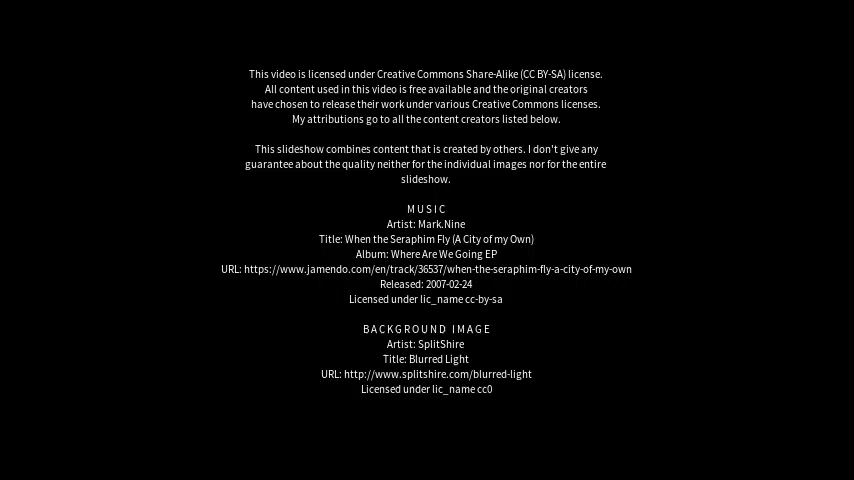 This video is licensed under Creative Commons Share-Alike (CC BY-SA) license.
All content used in this video is free available and the original creators
have chosen to release their work under various Creative Commons licenses.
My attributions go to all the content creators listed below.
This slideshow combines content that is created by others. I don't give any
guarantee about the quality neither for the individual images nor for the entire
slideshow.
MUSIC
Artist: Mark.Nine
Title: When the Seraphim Fly (A City of my Own)
Album: Where Are We Going EP
URL: https://www.jamendo.com/en/track/36537/when-the-seraphim-fly-a-city-of-my-own
Released: 2007-02-24
Licensed under lic_name cc-by-sa
BACKGROUND IMAGE
Artist: SplitShire
Title: Blurred Light
URL: http://www.splitshire.com/blurred-light
Licensed under lic_name cc0